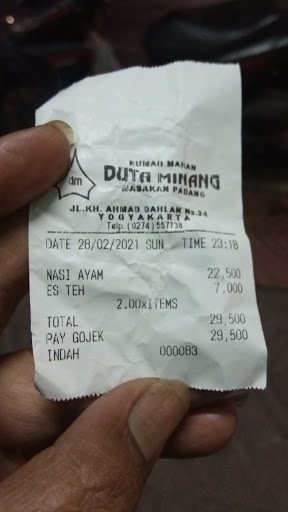 RUMAH MAKAN
DUTA MINANG
MASAKAN PADANG
dm
JL.KH. AHMAD DAHLAN No.34
YOGYAKARTA
Telp. (0274) 557738
DATE 28/02/2021 SUN TIME 23:18
NASI AYAM 22,500
ES TEH 7,000
2.00xITEMS
TOTAL 29,500
PAY GOJEK 29,500
INDAH 000083